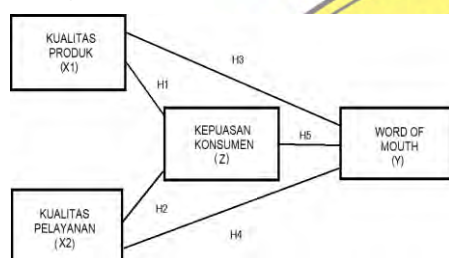 KUALITAS
PRODUK
(X1)
H1
H3
KEPUASAN
KONSUMEN
(Z)
H5
WORD OF
MOUTH
(Y)
KUALITAS
PELAYANAN
(X2)
H2
H4